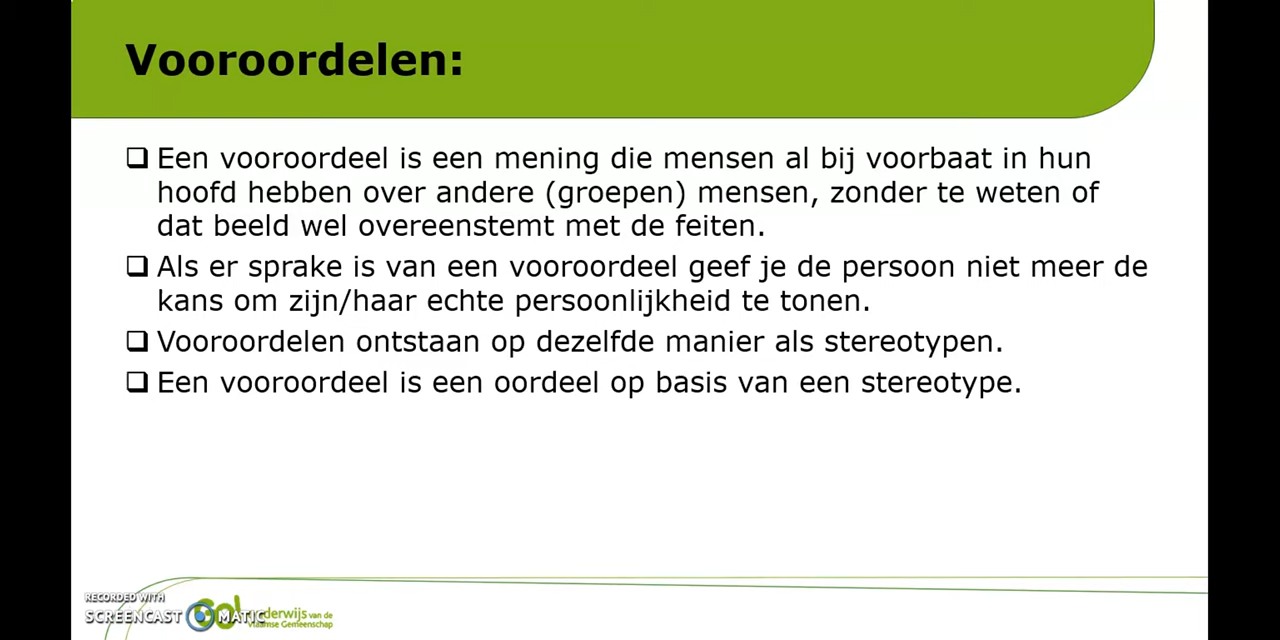 Vooroordelen:
❑ Een vooroordeel is een mening die mensen al bij voorbaat in hun
hoofd hebben over andere (groepen) mensen, zonder te weten of
dat beeld wel overeenstemt met de feiten.
❑ Als er sprake is van een vooroordeel geef je de persoon niet meer de
kans om zijn/haar echte persoonlijkheid te tonen.
❑ Vooroordelen ontstaan op dezelfde manier als stereotypen.
❑ Een vooroordeel is een oordeel op basis van een stereotype.
RECORDED WITH
SCREENCAST MATIC
van de
Vlaamse Gemeenschap